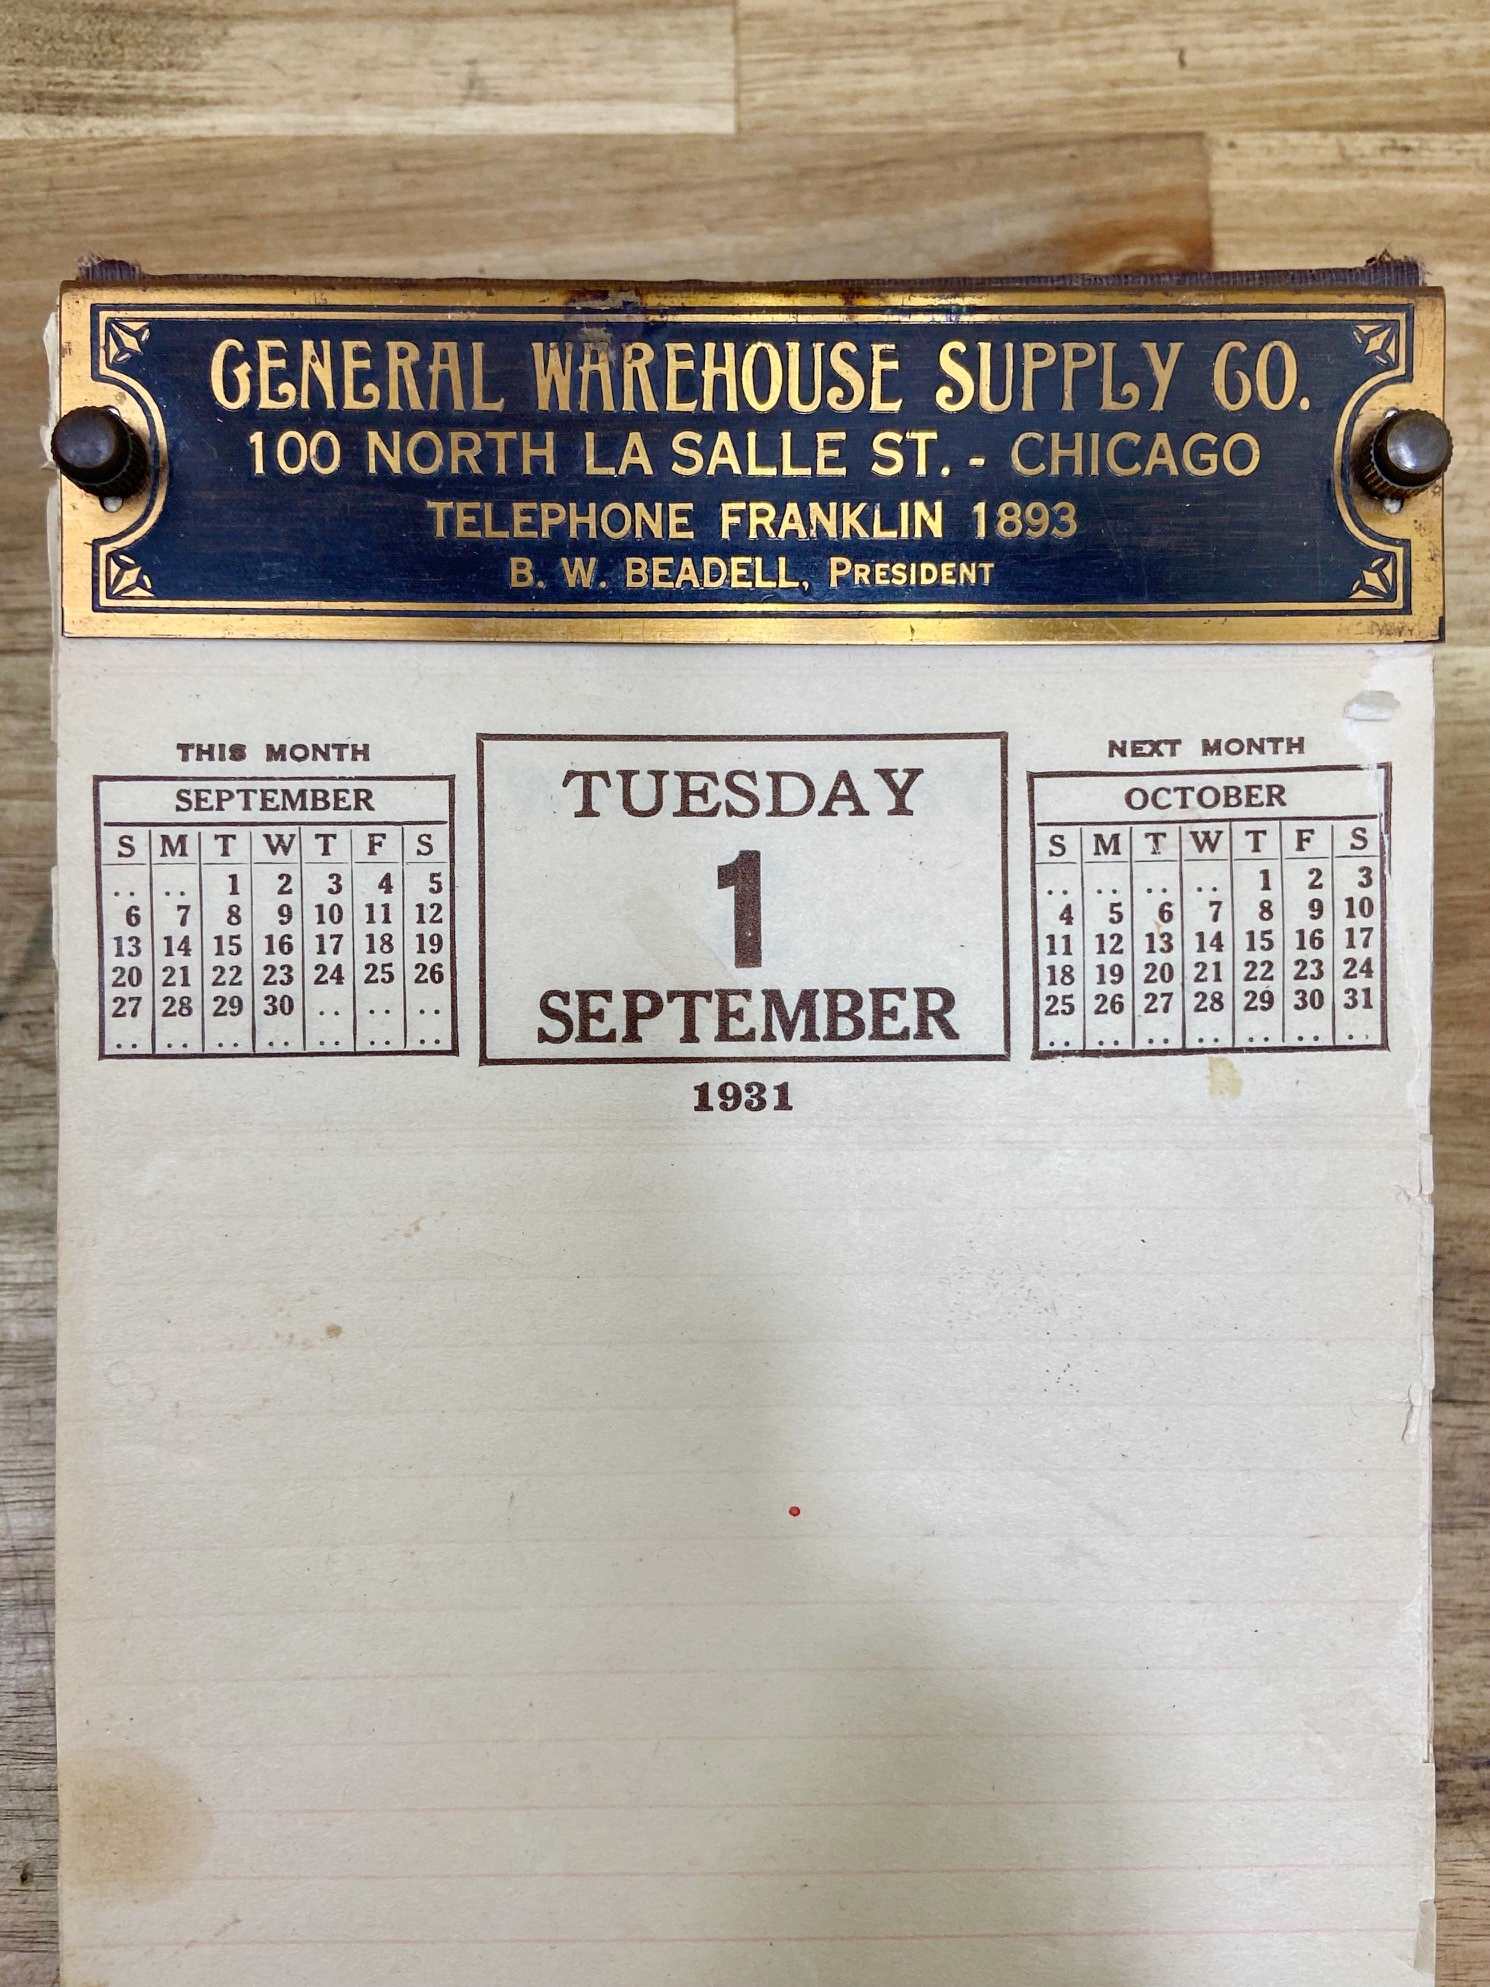 GENERAL WAREHOUSE SUPPLY CO.
100 NORTH LA SALLE ST. - CHICAGO
TELEPHONE FRANKLIN 1893
B. W. BEADELL, PRESIDENT
THIS MONTH
SEPTEMBER
S M T W T F S
.. .. 1 2 3 4 5
6 7 8 9 10 11 12
13 14 15 16 17 18 19
20 21 22 23 24 25 26
27 28 29 30 .. .. ..
.. .. .. .. .. .. ..
TUESDAY
1
SEPTEMBER
1931
NEXT MONTH
OCTOBER
S M T W T F S
.. .. .. .. 1 2 3
4 5 6 7 8 9 10
11 12 13 14 15 16 17
18 19 20 21 22 23 24
25 26 27 28 29 30 31
.. .. .. .. .. .. ..